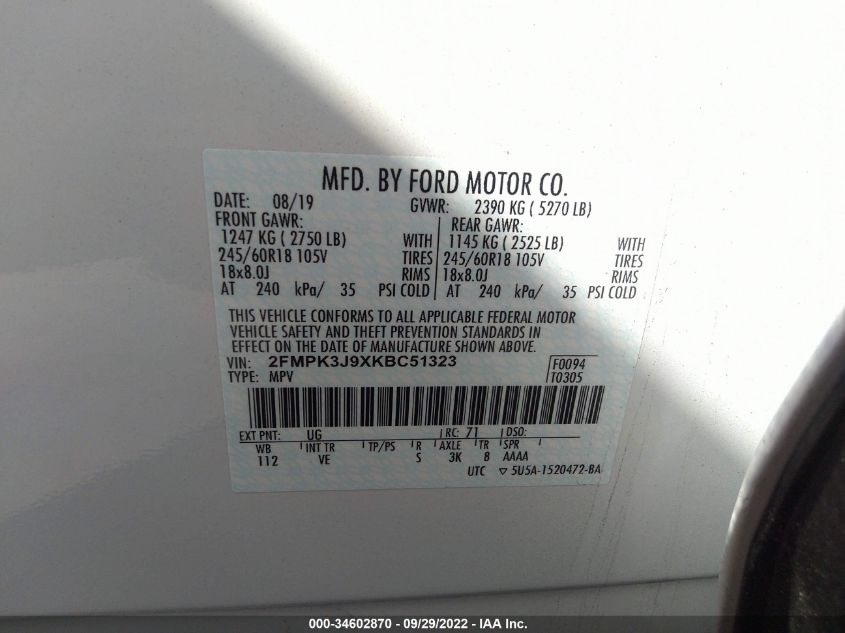 MFD. BY FORD MOTOR CO.
DATE: 08/19 GVWR: 2390 KG ( 5270 LB)
FRONT GAWR: REAR GAWR:
1247 KG ( 2750 LB) WITH 1145 KG ( 2525 LB) WITH
245/60R18 105V TIRES 245/60R18 105V TIRES
18x8.0J RIMS 18x8.0J RIMS
AT 240 kPa/ 35 PSI COLD AT 240 kPa/ 35 PSI COLD
THIS VEHICLE CONFORMS TO ALL APPLICABLE FEDERAL MOTOR
VEHICLE SAFETY AND THEFT PREVENTION STANDARDS IN
EFFECT ON THE DATE OF MANUFACTURE SHOWN ABOVE.
VIN: 2FMPK3J9XKBC51323 F0094
TYPE: MPV T0305
EXT PNT: UG RC: 71 DSO:
WB INT TR TP/PS R AXLE TR SPR
112 VE S 3K 8 AAAA
UTC ▽ 5U5A-1520472-BA
000-34602870 - 09/29/2022 - IAA Inc.